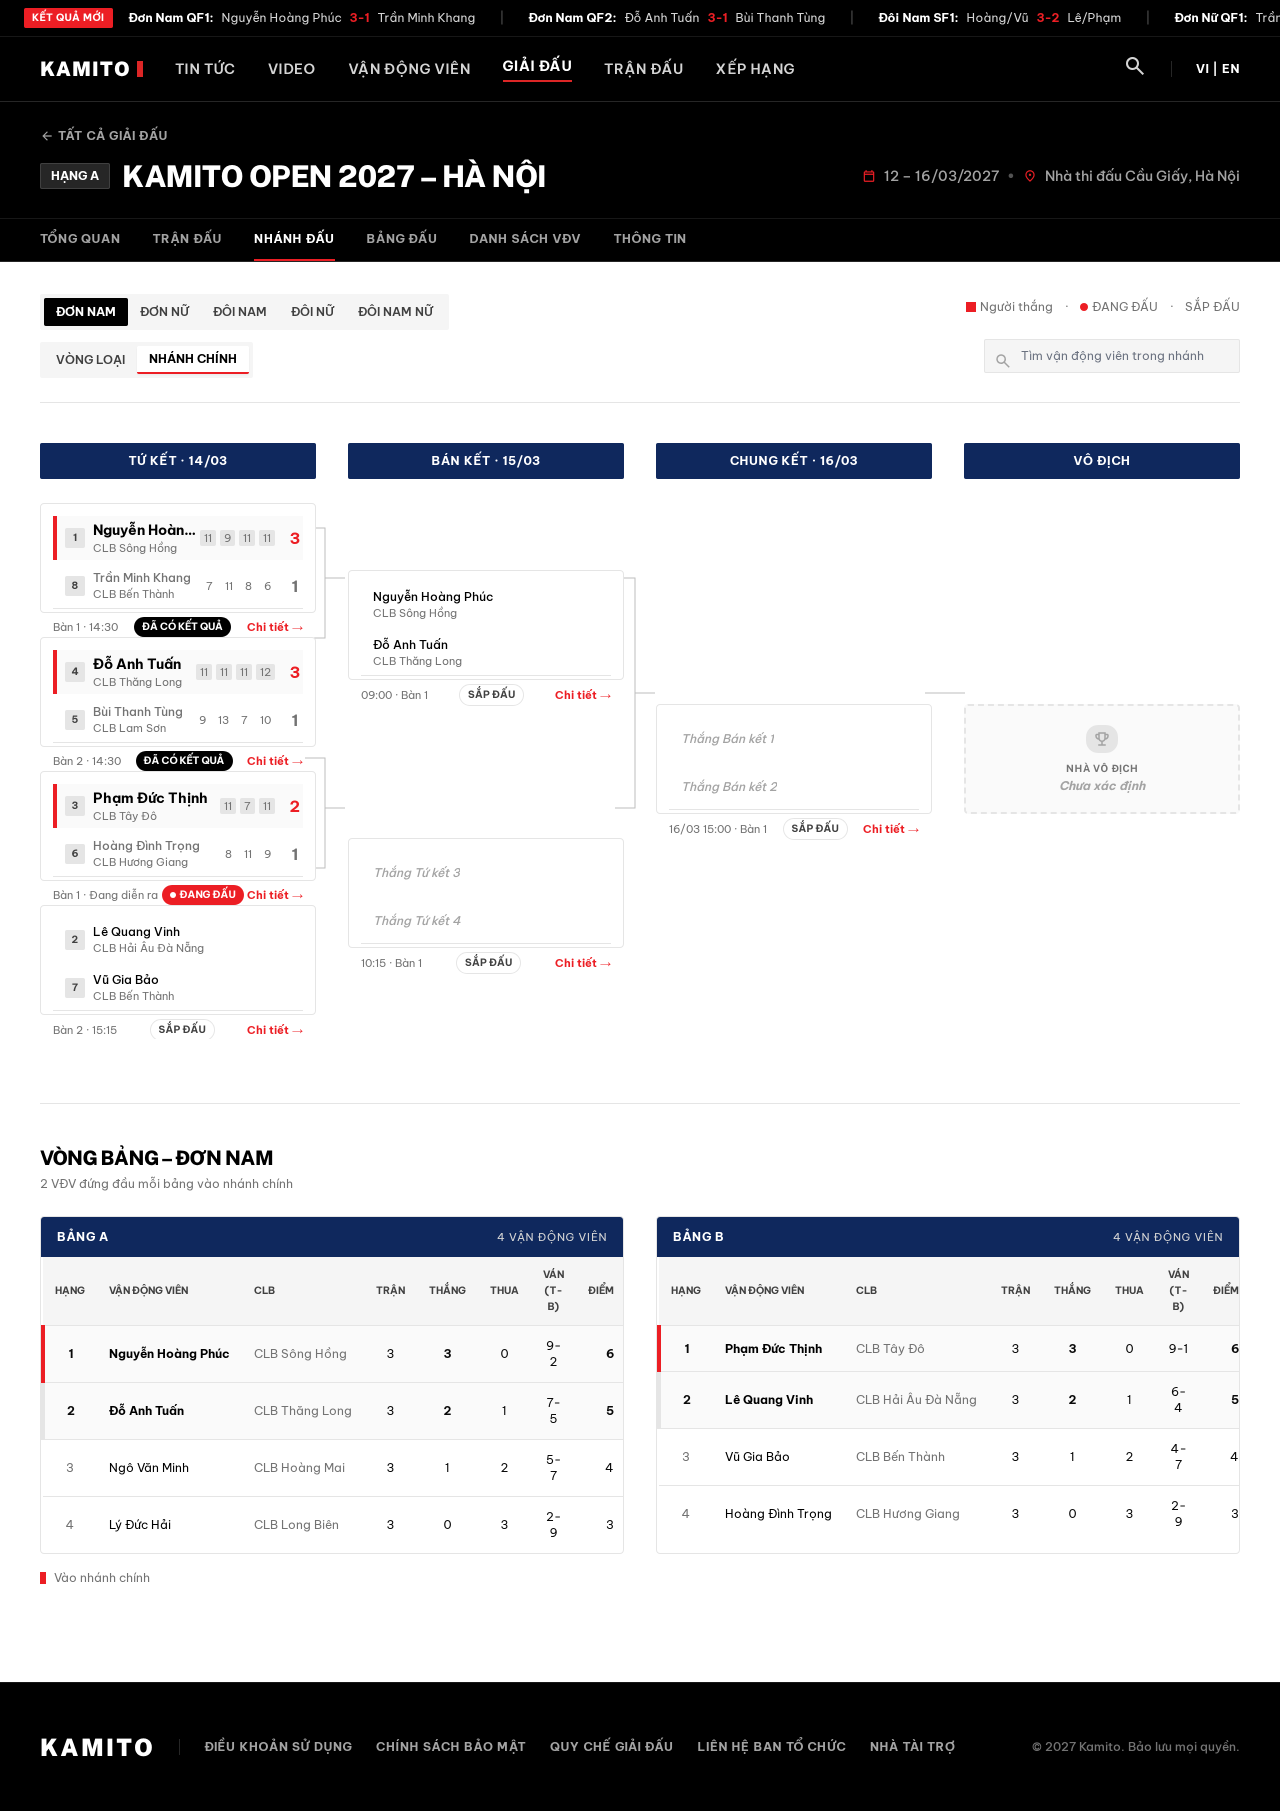 KẾT QUẢ MỚI Đơn Nam QF1: Nguyễn Hoàng Phúc 3-1 Trần Minh Khang | Đơn Nam QF2: Đỗ Anh Tuấn 3-1 Bùi Thanh Tùng | Đôi Nam SF1: Hoàng/Vũ 3-2 Lê/Phạm | Đơn Nữ QF1:
KAMITO TIN TỨC VIDEO VẬN ĐỘNG VIÊN GIẢI ĐẤU TRẬN ĐẤU XẾP HẠNG VI | EN
← TẤT CẢ GIẢI ĐẤU
HẠNG A KAMITO OPEN 2027 – HÀ NỘI 12 – 16/03/2027 • Nhà thi đấu Cầu Giấy, Hà Nội
TỔNG QUAN TRẬN ĐẤU NHÁNH ĐẤU BẢNG ĐẤU DANH SÁCH VĐV THÔNG TIN
ĐƠN NAM ĐƠN NỮ ĐÔI NAM ĐÔI NỮ ĐÔI NAM NỮ
Người thắng · ĐANG ĐẤU · SẮP ĐẤU
VÒNG LOẠI NHÁNH CHÍNH
Tìm vận động viên trong nhánh
TỨ KẾT · 14/03
1 Nguyễn Hoàn... 11 9 11 11 3
CLB Sông Hồng
8 Trần Minh Khang 7 11 8 6 1
CLB Bến Thành
Bàn 1 · 14:30 ĐÃ CÓ KẾT QUẢ Chi tiết →
4 Đỗ Anh Tuấn 11 11 11 12 3
CLB Thăng Long
5 Bùi Thanh Tùng 9 13 7 10 1
CLB Lam Sơn
Bàn 2 · 14:30 ĐÃ CÓ KẾT QUẢ Chi tiết →
3 Phạm Đức Thịnh 11 7 11 2
CLB Tây Đô
6 Hoàng Đình Trọng 8 11 9 1
CLB Hương Giang
Bàn 1 · Đang diễn ra ĐANG ĐẤU Chi tiết →
2 Lê Quang Vinh
CLB Hải Âu Đà Nẵng
7 Vũ Gia Bảo
CLB Bến Thành
Bàn 2 · 15:15 SẮP ĐẤU Chi tiết →
BÁN KẾT · 15/03
Nguyễn Hoàng Phúc
CLB Sông Hồng
Đỗ Anh Tuấn
CLB Thăng Long
09:00 · Bàn 1 SẮP ĐẤU Chi tiết →
Thắng Tứ kết 3
Thắng Tứ kết 4
10:15 · Bàn 1 SẮP ĐẤU Chi tiết →
CHUNG KẾT · 16/03
Thắng Bán kết 1
Thắng Bán kết 2
16/03 15:00 · Bàn 1 SẮP ĐẤU Chi tiết →
VÔ ĐỊCH
NHÀ VÔ ĐỊCH
Chưa xác định
VÒNG BẢNG – ĐƠN NAM
2 VĐV đứng đầu mỗi bảng vào nhánh chính
BẢNG A 4 VẬN ĐỘNG VIÊN
HẠNG VẬN ĐỘNG VIÊN CLB TRẬN THẮNG THUA VÁN (T-B) ĐIỂM
1 Nguyễn Hoàng Phúc CLB Sông Hồng 3 3 0 9-2 6
2 Đỗ Anh Tuấn CLB Thăng Long 3 2 1 7-5 5
3 Ngô Văn Minh CLB Hoàng Mai 3 1 2 5-7 4
4 Lý Đức Hải CLB Long Biên 3 0 3 2-9 3
BẢNG B 4 VẬN ĐỘNG VIÊN
HẠNG VẬN ĐỘNG VIÊN CLB TRẬN THẮNG THUA VÁN (T-B) ĐIỂM
1 Phạm Đức Thịnh CLB Tây Đô 3 3 0 9-1 6
2 Lê Quang Vinh CLB Hải Âu Đà Nẵng 3 2 1 6-4 5
3 Vũ Gia Bảo CLB Bến Thành 3 1 2 4-7 4
4 Hoàng Đình Trọng CLB Hương Giang 3 0 3 2-9 3
Vào nhánh chính
KAMITO ĐIỀU KHOẢN SỬ DỤNG CHÍNH SÁCH BẢO MẬT QUY CHẾ GIẢI ĐẤU LIÊN HỆ BAN TỔ CHỨC NHÀ TÀI TRỢ © 2027 Kamito. Bảo lưu mọi quyền.